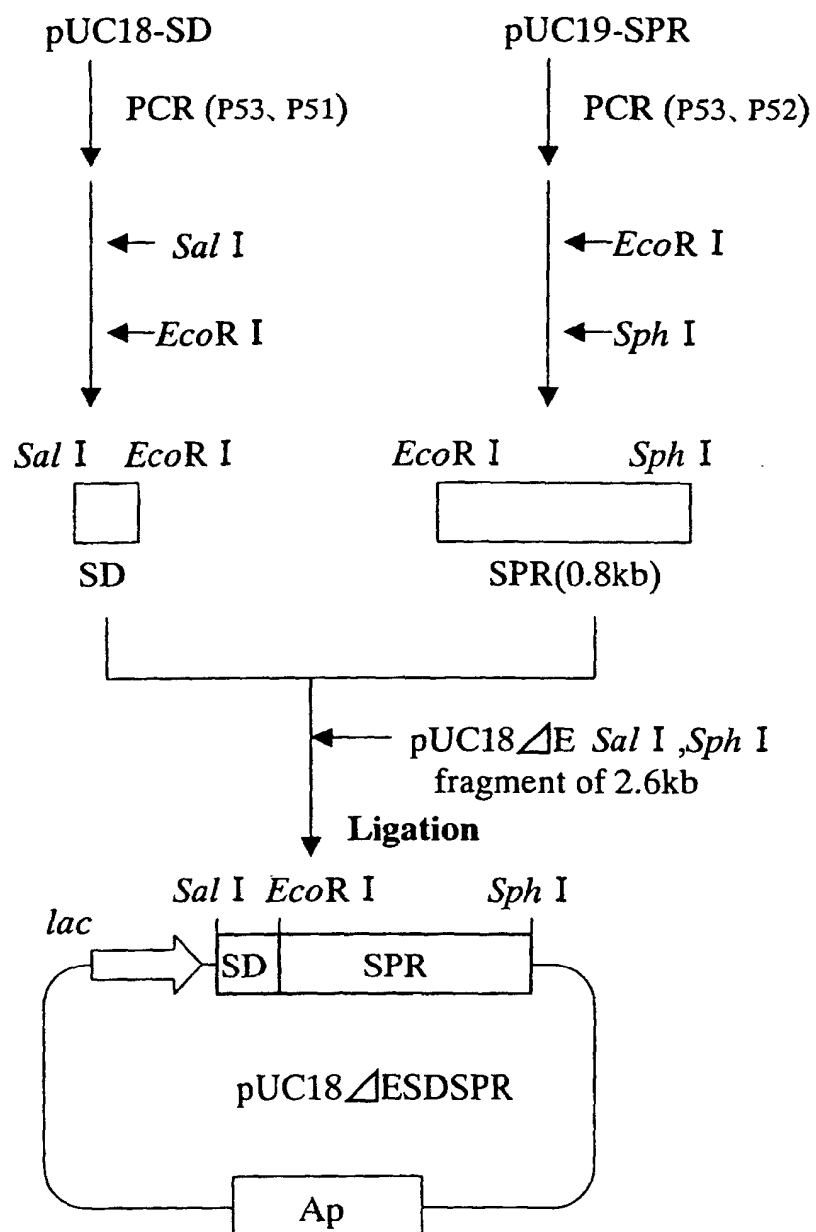 pUC18-SD
pUC19-SPR
PCR (P53、P51)
PCR (P53、P52)
Sal I
EcoR I
EcoR I
Sph I
Sal I EcoR I
EcoR I Sph I
SD
SPR(0.8kb)
pUC18⊿E Sal I ,Sph I
fragment of 2.6kb
Ligation
Sal I EcoR I Sph I
lac
SD SPR
pUC18⊿ESDSPR
Ap